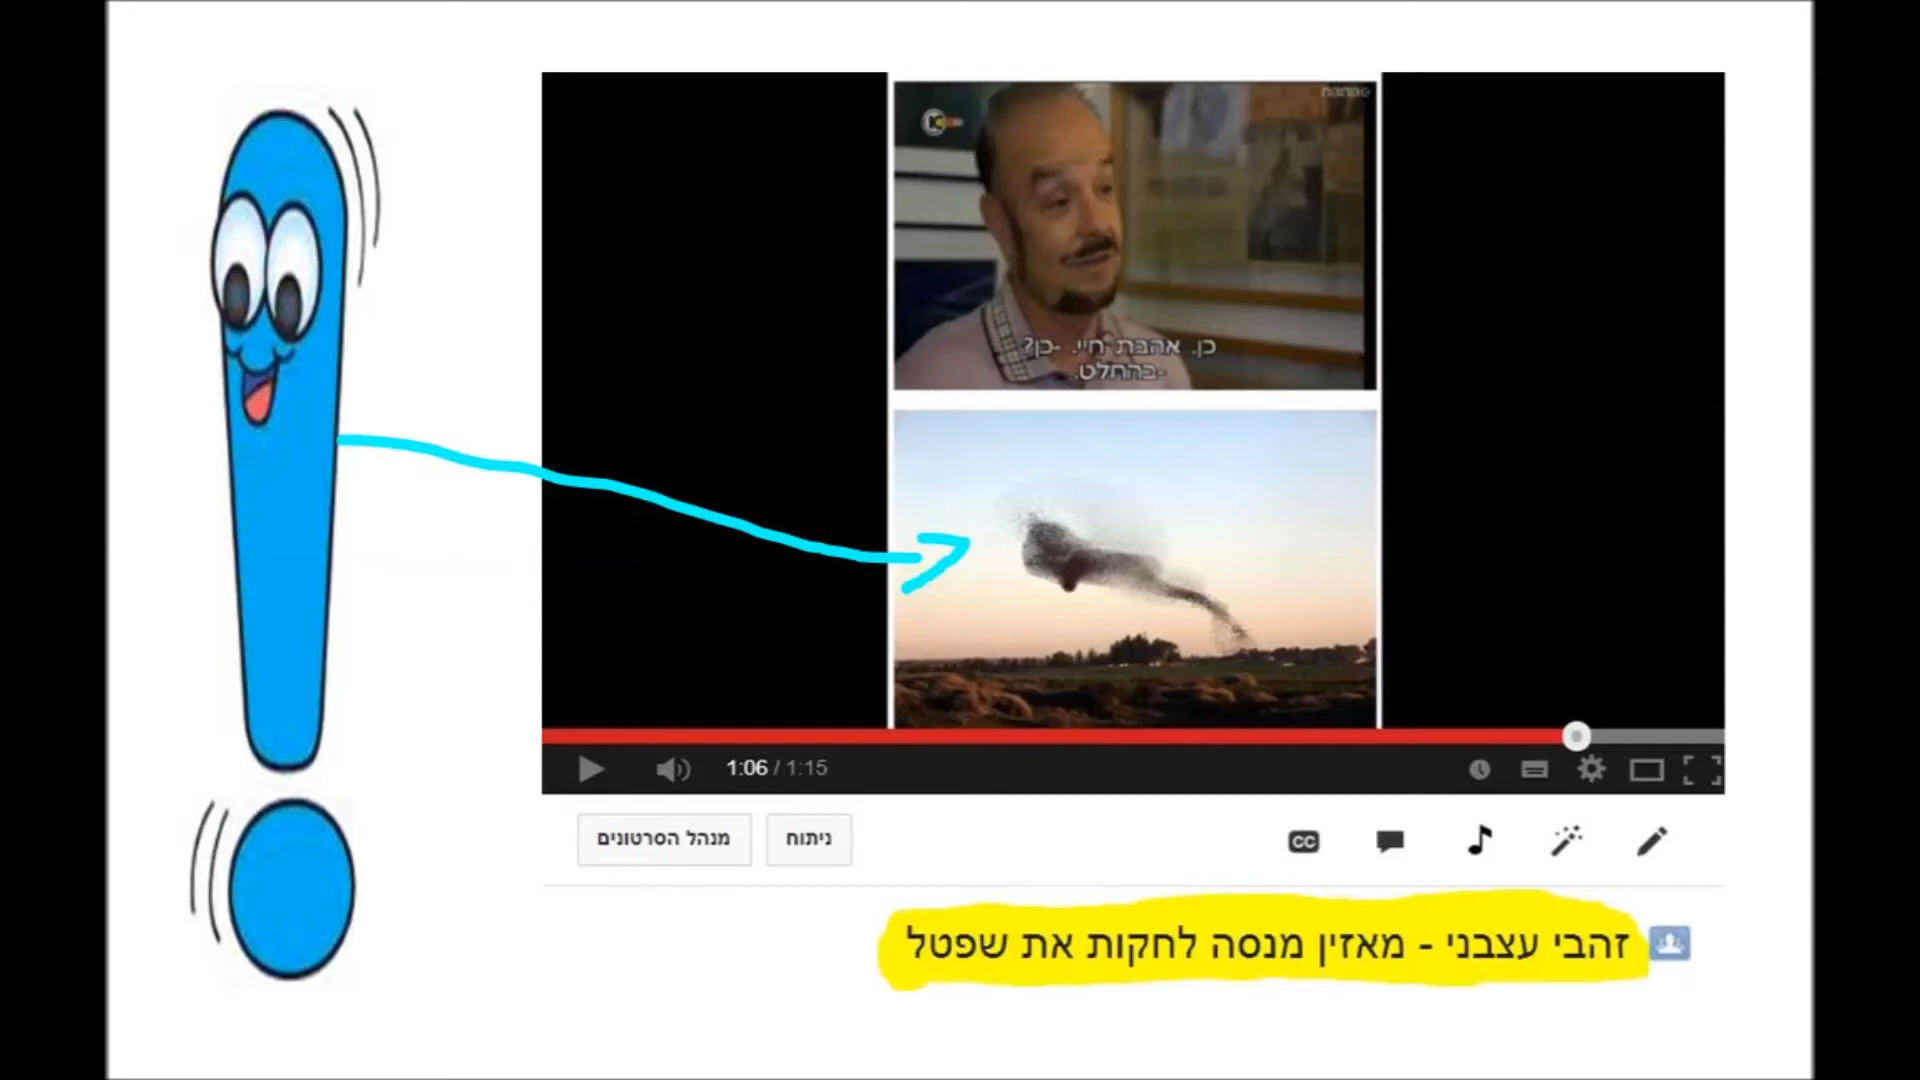 nana10
כן. אהבת חיי. -כן?
-בהחלט.
1:06 / 1:15
מנהל הסרטונים
ניתוח
CC
זהבי עצבני - מאזין מנסה לחקות את שפטל